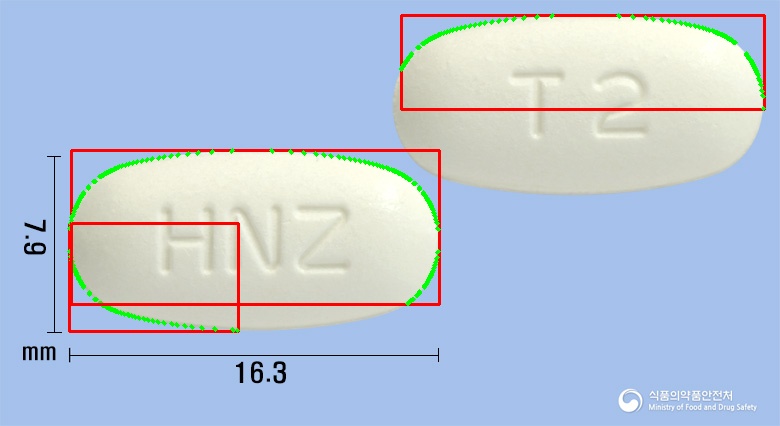 T2
HNZ
7.9
mm
16.3
식품의약품안전처
Ministry of Food and Drug Safety